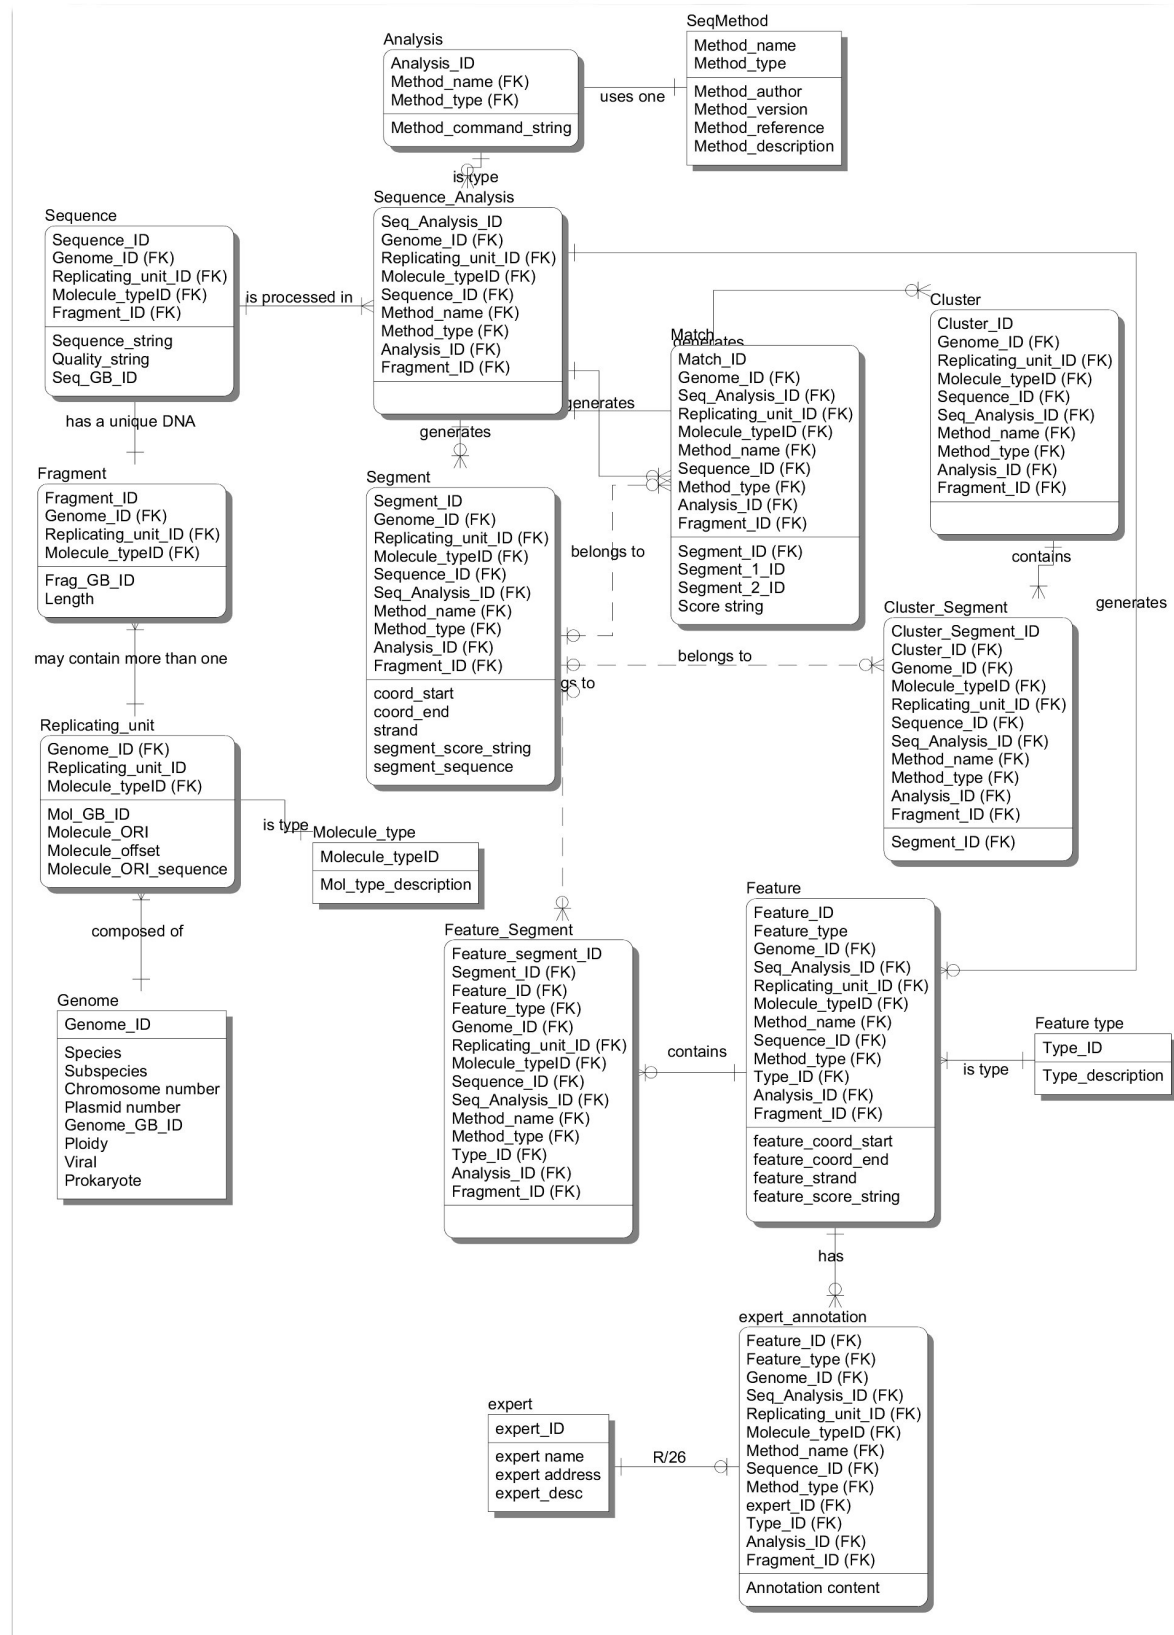 Analysis
Analysis_ID
Method_name (FK)
Method_type (FK)
Method_command_string
uses one
SeqMethod
Method_name
Method_type
Method_author
Method_version
Method_reference
Method_description
is type
Sequence_Analysis
Seq_Analysis_ID
Genome_ID (FK)
Replicating_unit_ID (FK)
Molecule_typeID (FK)
Sequence_ID (FK)
Method_name (FK)
Method_type (FK)
Analysis_ID (FK)
Fragment_ID (FK)
Sequence
Sequence_ID
Genome_ID (FK)
Replicating_unit_ID (FK)
Molecule_typeID (FK)
Fragment_ID (FK)
Sequence_string
Quality_string
Seq_GB_ID
is processed in
has a unique DNA
Fragment
Fragment_ID
Genome_ID (FK)
Replicating_unit_ID (FK)
Molecule_typeID (FK)
Frag_GB_ID
Length
may contain more than one
Replicating_unit
Genome_ID (FK)
Replicating_unit_ID
Molecule_typeID (FK)
Mol_GB_ID
Molecule_ORI
Molecule_offset
Molecule_ORI_sequence
is type
Molecule_type
Molecule_typeID
Mol_type_description
composed of
Genome
Genome_ID
Species
Subspecies
Chromosome number
Plasmid number
Genome_GB_ID
Ploidy
Viral
Prokaryote
generates
Segment
Segment_ID
Genome_ID (FK)
Replicating_unit_ID (FK)
Molecule_typeID (FK)
Sequence_ID (FK)
Seq_Analysis_ID (FK)
Method_name (FK)
Method_type (FK)
Analysis_ID (FK)
Fragment_ID (FK)
coord_start
coord_end
strand
segment_score_string
segment_sequence
generates
Match
generates
Match_ID
Genome_ID (FK)
Seq_Analysis_ID (FK)
Replicating_unit_ID (FK)
Molecule_typeID (FK)
Method_name (FK)
Sequence_ID (FK)
Method_type (FK)
Analysis_ID (FK)
Fragment_ID (FK)
Segment_ID (FK)
Segment_1_ID
Segment_2_ID
Score string
belongs to
belongs to
gs to
Cluster
Cluster_ID
Genome_ID (FK)
Replicating_unit_ID (FK)
Molecule_typeID (FK)
Sequence_ID (FK)
Seq_Analysis_ID (FK)
Method_name (FK)
Method_type (FK)
Analysis_ID (FK)
Fragment_ID (FK)
contains
generates
Cluster_Segment
Cluster_Segment_ID
Cluster_ID (FK)
Genome_ID (FK)
Molecule_typeID (FK)
Replicating_unit_ID (FK)
Sequence_ID (FK)
Seq_Analysis_ID (FK)
Method_name (FK)
Method_type (FK)
Analysis_ID (FK)
Fragment_ID (FK)
Segment_ID (FK)
Feature_Segment
Feature_segment_ID
Segment_ID (FK)
Feature_ID (FK)
Feature_type (FK)
Genome_ID (FK)
Replicating_unit_ID (FK)
Molecule_typeID (FK)
Sequence_ID (FK)
Seq_Analysis_ID (FK)
Method_name (FK)
Method_type (FK)
Type_ID (FK)
Analysis_ID (FK)
Fragment_ID (FK)
contains
Feature
Feature_ID
Feature_type
Genome_ID (FK)
Seq_Analysis_ID (FK)
Replicating_unit_ID (FK)
Molecule_typeID (FK)
Method_name (FK)
Sequence_ID (FK)
Method_type (FK)
Type_ID (FK)
Analysis_ID (FK)
Fragment_ID (FK)
feature_coord_start
feature_coord_end
feature_strand
feature_score_string
is type
Feature type
Type_ID
Type_description
has
expert_annotation
Feature_ID (FK)
Feature_type (FK)
Genome_ID (FK)
Seq_Analysis_ID (FK)
Replicating_unit_ID (FK)
Molecule_typeID (FK)
Method_name (FK)
Sequence_ID (FK)
Method_type (FK)
expert_ID (FK)
Type_ID (FK)
Analysis_ID (FK)
Fragment_ID (FK)
Annotation content
R/26
expert
expert_ID
expert name
expert address
expert_desc